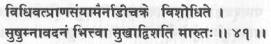 विधिवत्प्राणसंयामैर्नाडीचक्रे विशोधिते ।
सुषुम्नावदनं भित्त्वा सुखाद्विशति मारुतः ॥ ४१ ॥